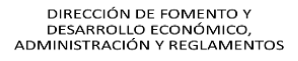 DIRECCIÓN DE FOMENTO Y
DESARROLLO ECONÓMICO,
ADMINISTRACIÓN Y REGLAMENTOS